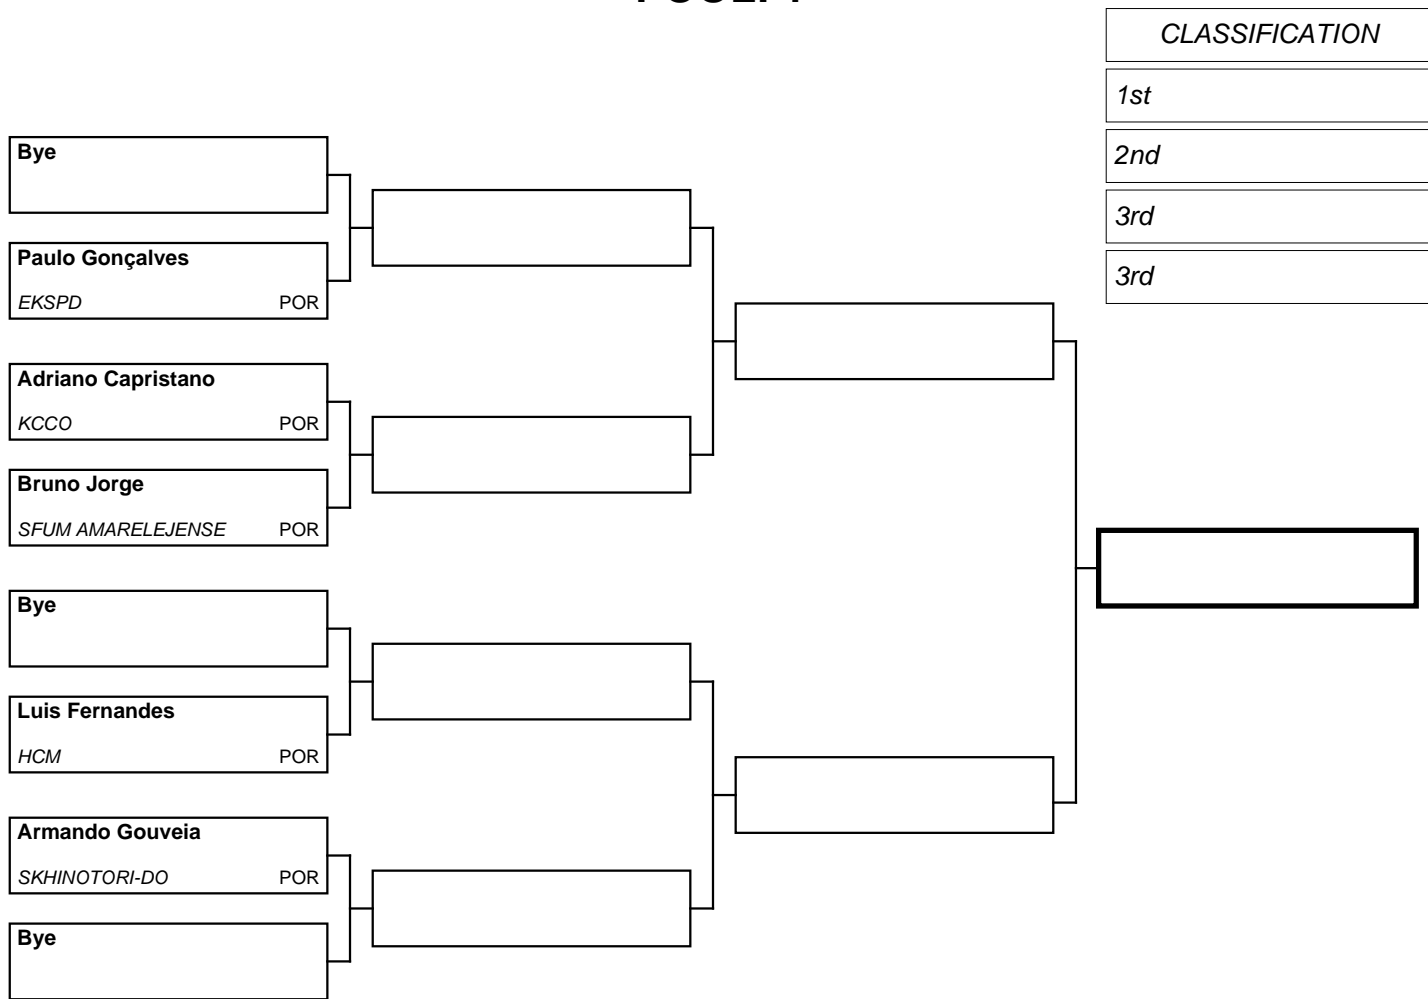 CLASSIFICATION
1st
2nd
3rd
3rd
Bye
Paulo Gonçalves
EKSPD POR
Adriano Capristano
KCCO POR
Bruno Jorge
SFUM AMARELEJENSE POR
Bye
Luis Fernandes
HCM POR
Armando Gouveia
SKHINOTORI-DO POR
Bye